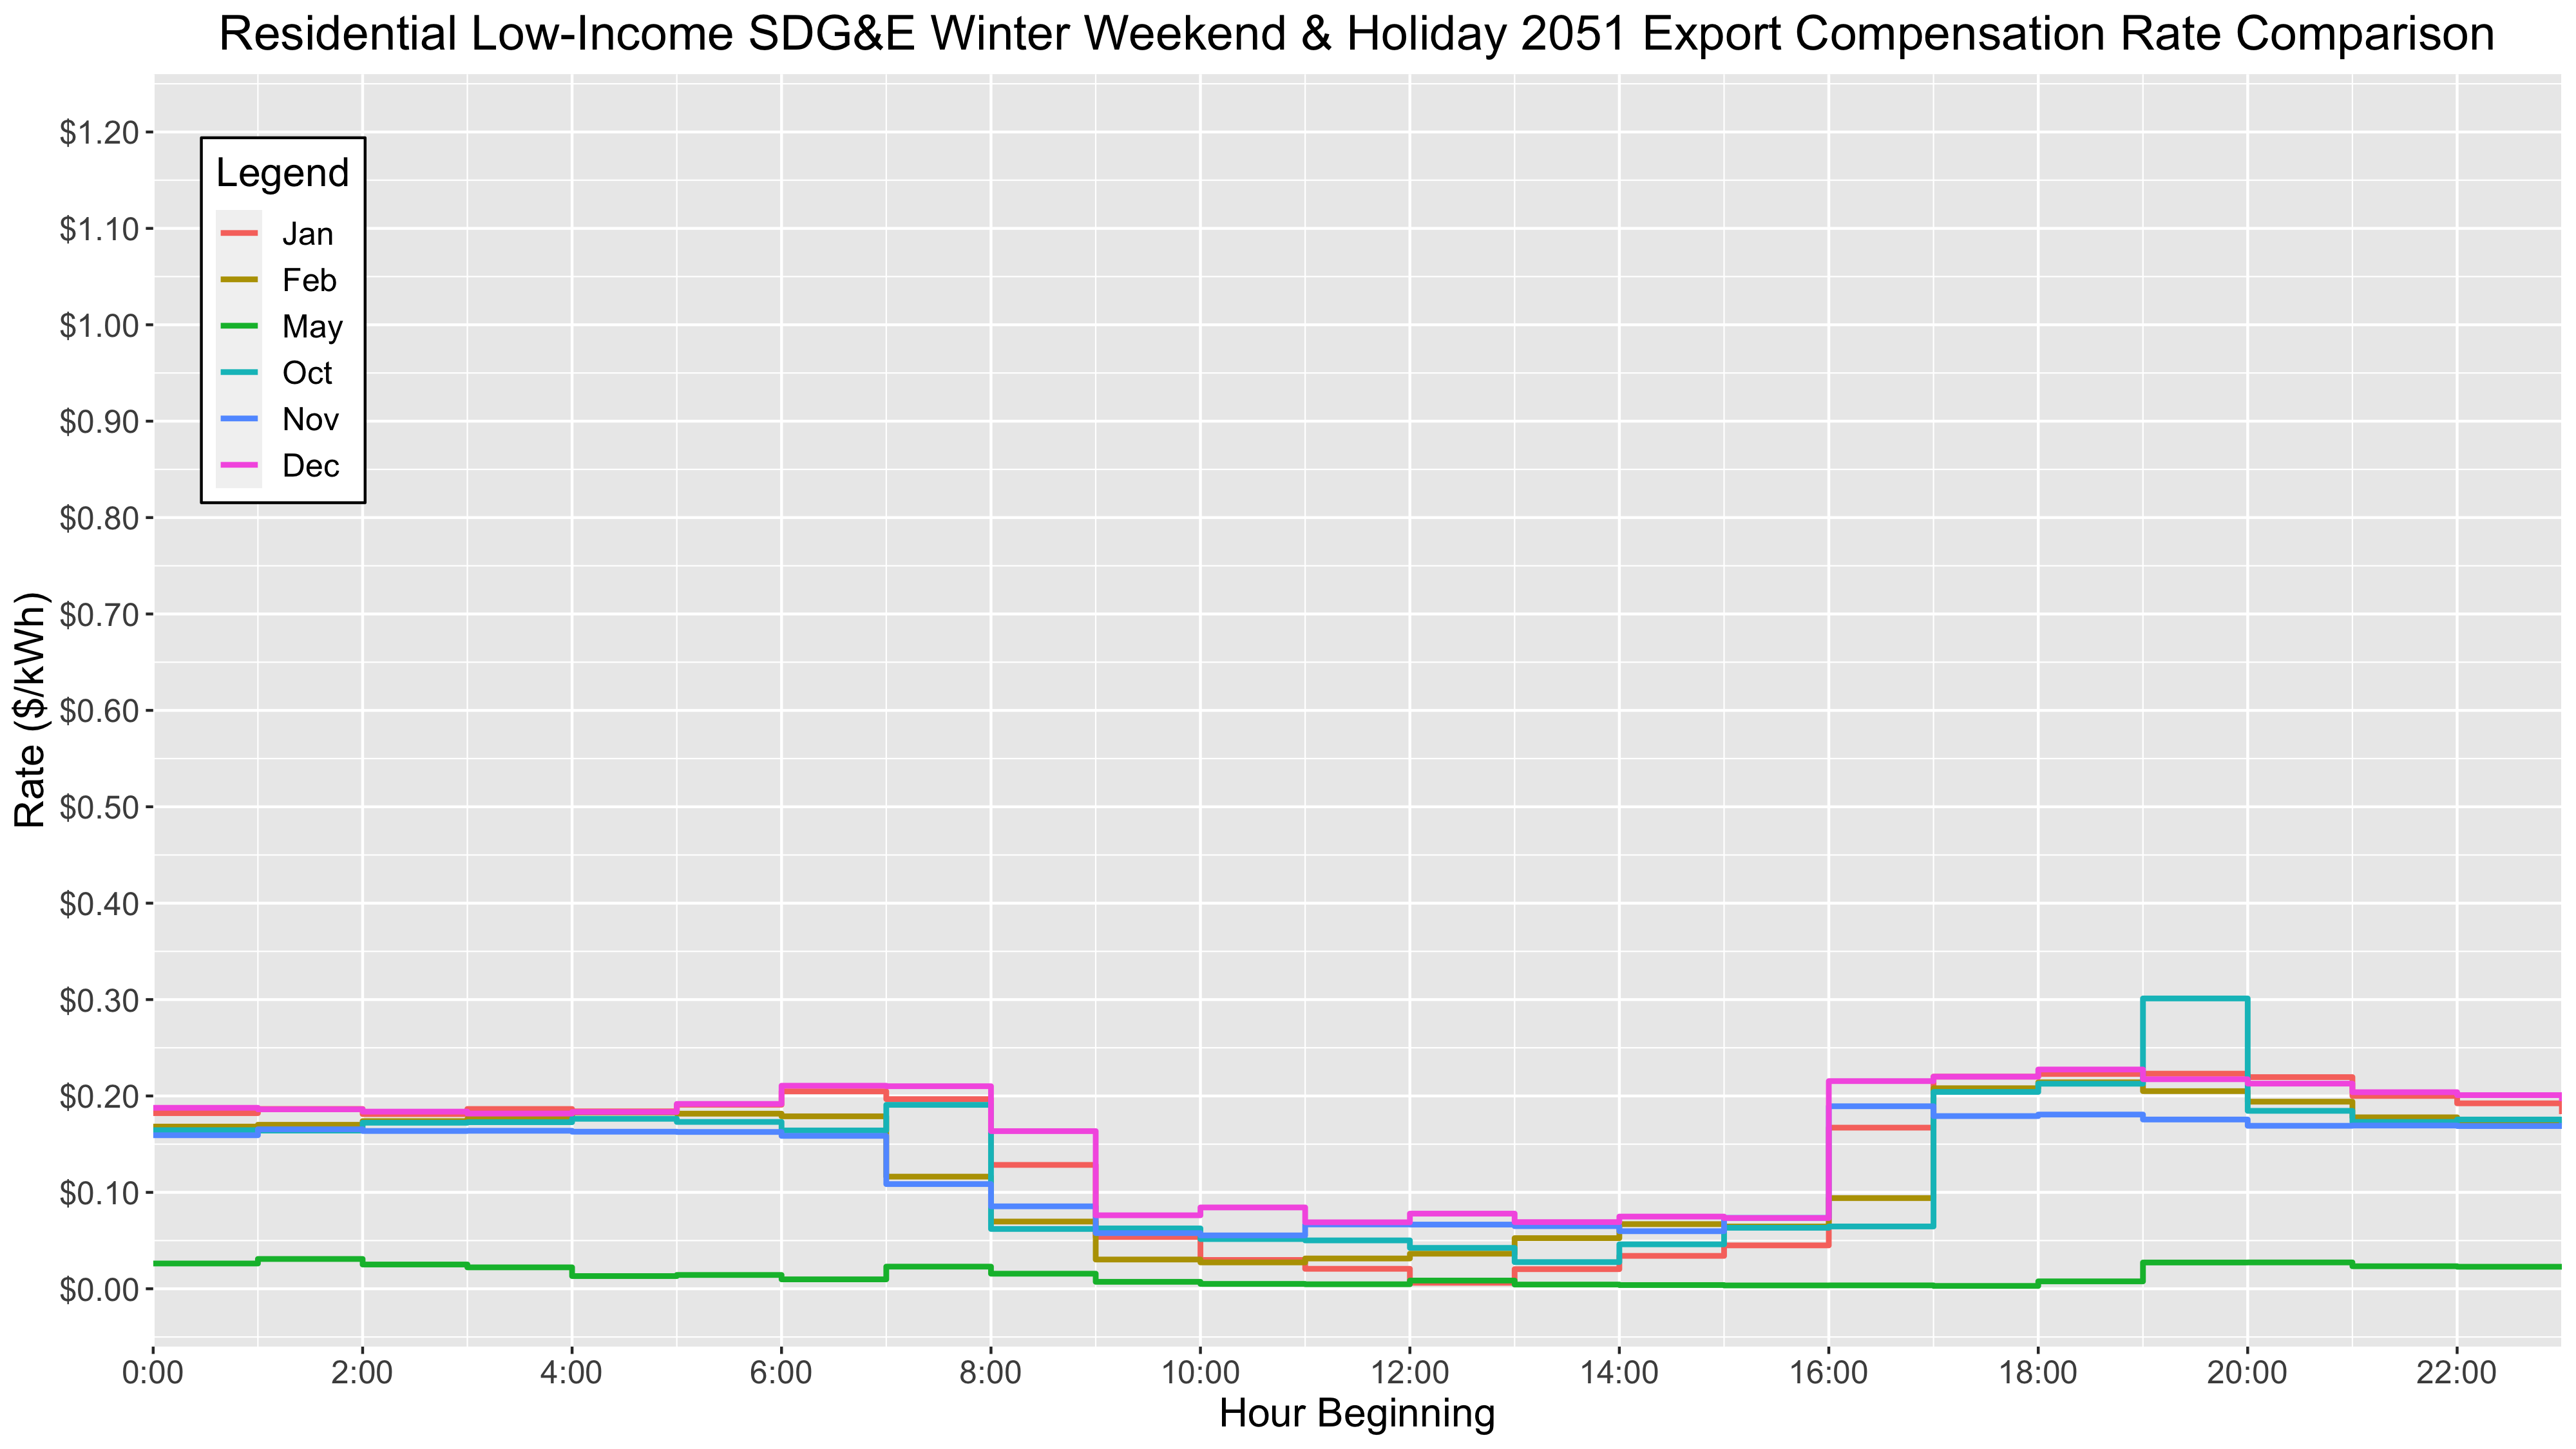 Residential Low-Income SDG&E Winter Weekend & Holiday 2051 Export Compensation Rate Comparison
Legend
Jan
Feb
May
Oct
Nov
Dec
Rate ($/kWh)
$1.20
$1.10
$1.00
$0.90
$0.80
$0.70
$0.60
$0.50
$0.40
$0.30
$0.20
$0.10
$0.00
0:00 2:00 4:00 6:00 8:00 10:00 12:00 14:00 16:00 18:00 20:00 22:00
Hour Beginning